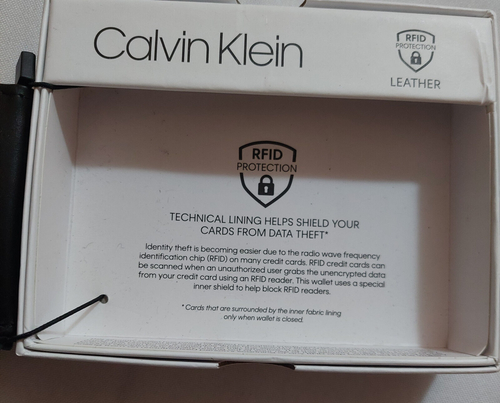 Calvin Klein
RFID
PROTECTION
LEATHER
RFID
PROTECTION
TECHNICAL LINING HELPS SHIELD YOUR
CARDS FROM DATA THEFT*
Identity theft is becoming easier due to the radio wave frequency
identification chip (RFID) on many credit cards. RFID credit cards can
be scanned when an unauthorized user grabs the unencrypted data
from your credit card using an RFID reader. This wallet uses a special
inner shield to help block RFID readers.
* Cards that are surrounded by the inner fabric lining
only when wallet is closed.